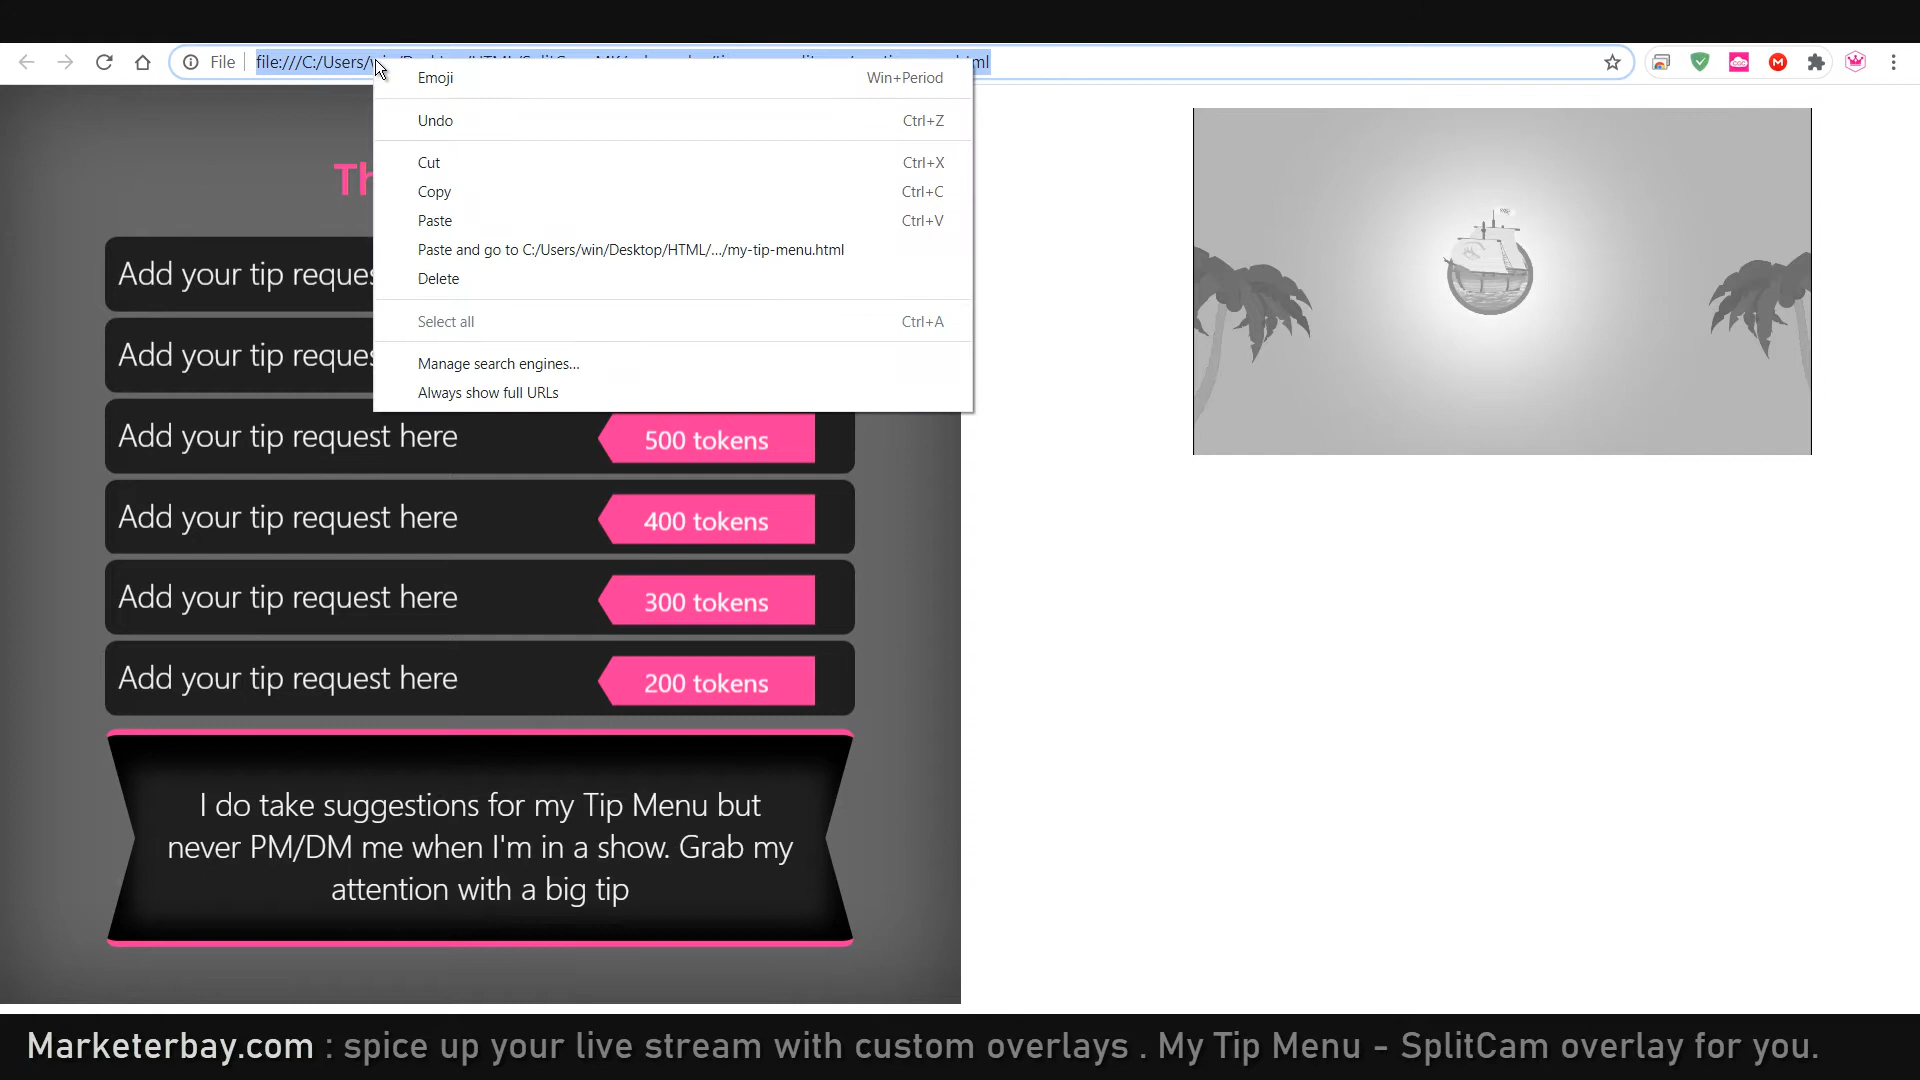 File file:///C:/Users/
Emoji Win+Period
Undo Ctrl+Z
Cut Ctrl+X
Copy Ctrl+C
Paste Ctrl+V
Paste and go to C:/Users/win/Desktop/HTML/.../my-tip-menu.html
Delete
Select all Ctrl+A
Manage search engines...
Always show full URLs
Add your tip
Add your tip
Add your tip request here 500 tokens
Add your tip request here 400 tokens
Add your tip request here 300 tokens
Add your tip request here 200 tokens
I do take suggestions for my Tip Menu but
never PM/DM me when I'm in a show. Grab my
attention with a big tip
Marketerbay.com : spice up your live stream with custom overlays . My Tip Menu - SplitCam overlay for you.